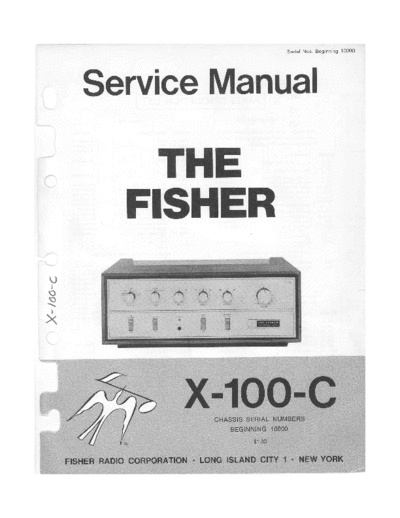 Serial Nos. Beginning 10000
Service Manual
THE
FISHER
X-100-C
X-100-C
CHASSIS SERIAL NUMBERS
BEGINNING 10000
FISHER RADIO CORPORATION · LONG ISLAND CITY 1 · NEW YORK